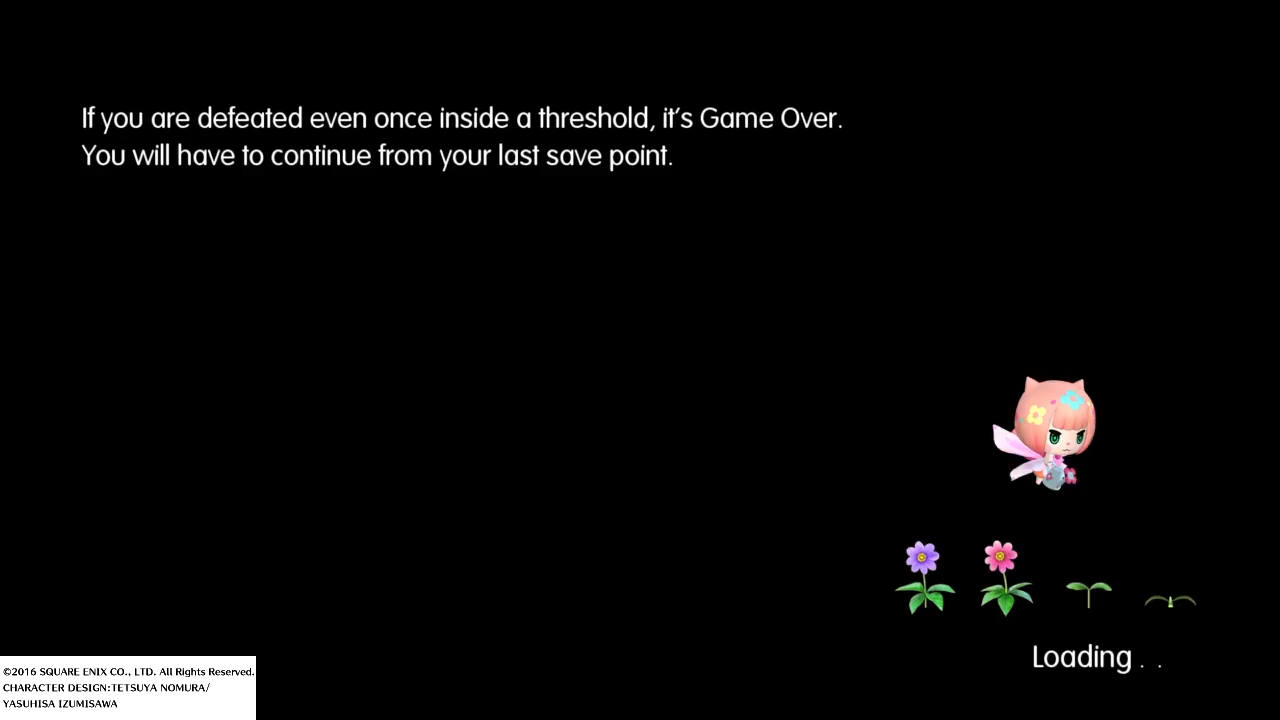 If you are defeated even once inside a threshold, it's Game Over.
You will have to continue from your last save point.
Loading . .
©2016 SQUARE ENIX CO., LTD. All Rights Reserved.
CHARACTER DESIGN:TETSUYA NOMURA/
YASUHISA IZUMISAWA